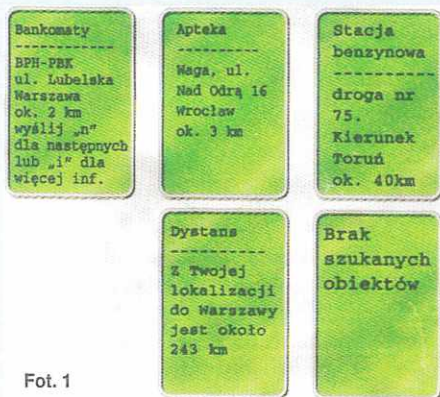 Bankomaty
------------
BPH-PBK
ul. Lubelska
Warszawa
ok. 2 km
wyślij „n"
dla następnych
lub „i" dla
więcej inf.
Apteka
------------
Waga, ul.
Nad Odrą 16
Wrocław
ok. 3 km
Stacja
benzynowa
------------
droga nr
75.
Kierunek
Toruń
ok. 40km
Dystans
------------
Z Twojej
lokalizacji
do Warszawy
jest około
243 km
Brak
szukanych
obiektów
Fot. 1